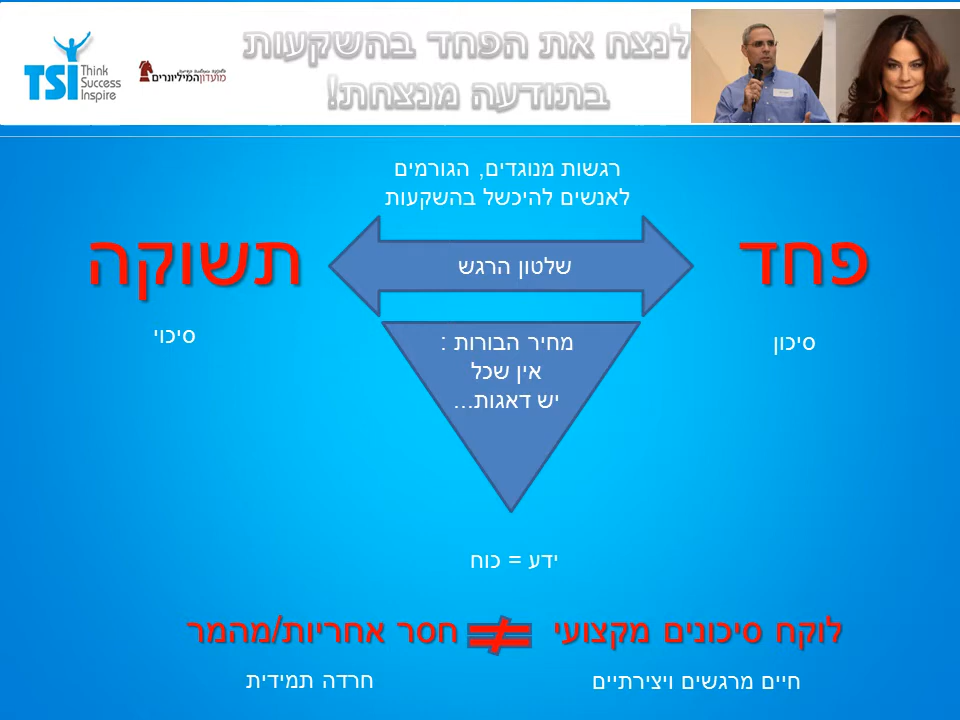 לנצח את הפחד בהשקעות
בתודעה מנצחת!
TSI Think
Success
Inspire
מועדון המיליונרים
רגשות מנוגדים, הגורמים
לאנשים להיכשל בהשקעות
פחד
שלטון הרגש
תשוקה
סיכון
סיכוי
מחיר הבורות :
אין שכל
יש דאגות...
ידע = כוח
לוקח סיכונים מקצועי ≠ חסר אחריות/מהמר
חיים מרגשים ויצירתיים
חרדה תמידית